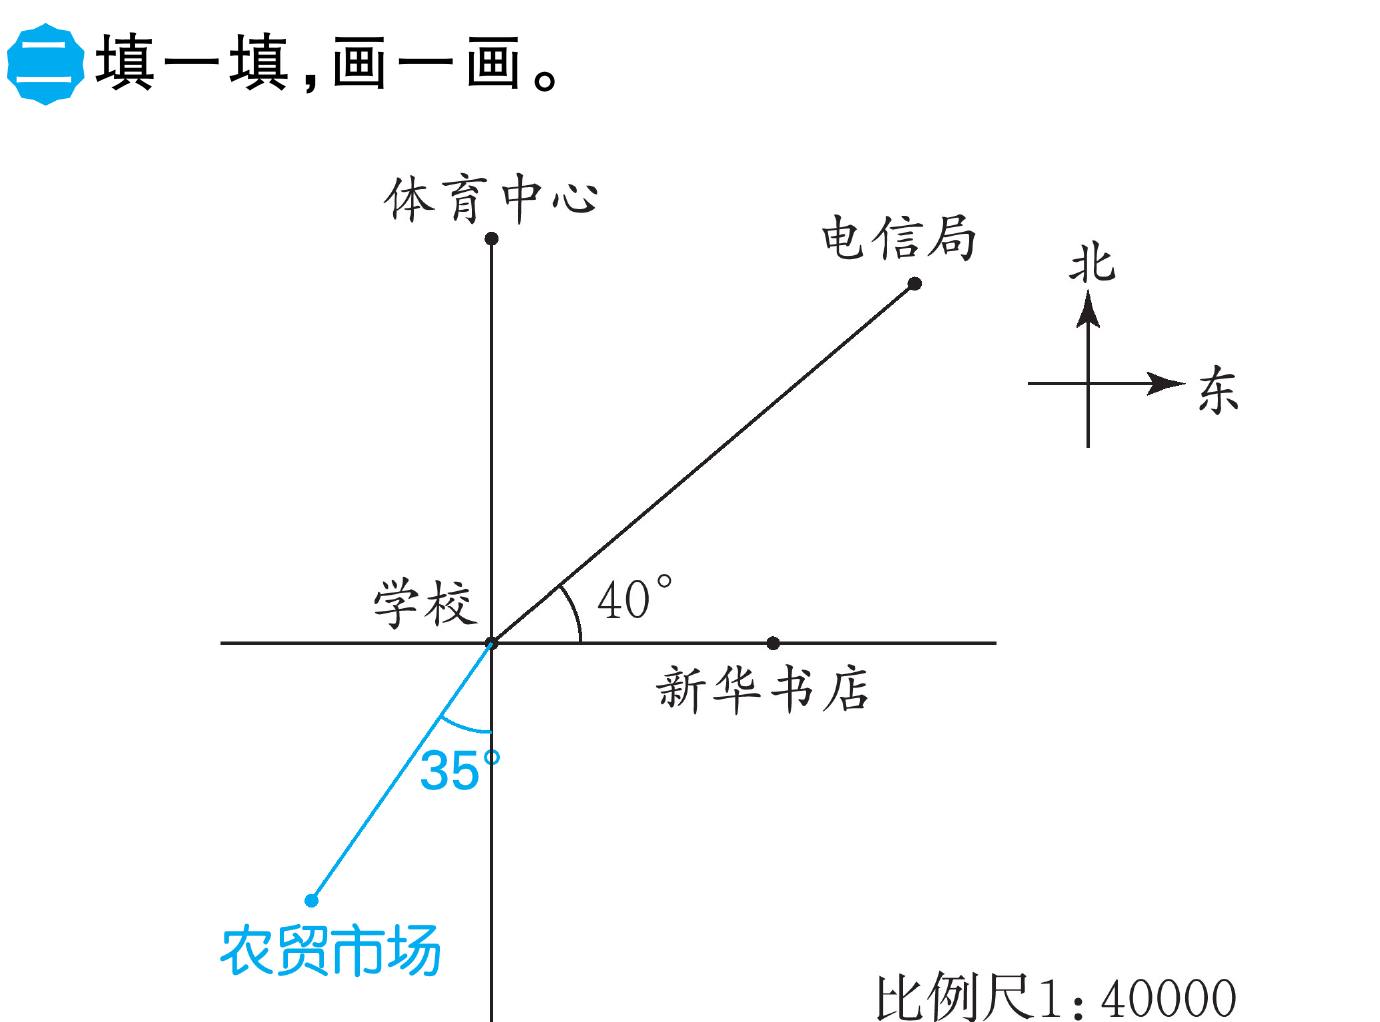 二 填一填,画一画。
体育中心
电信局
北
东
学校
40°
新华书店
35°
农贸市场
比例尺1:40000